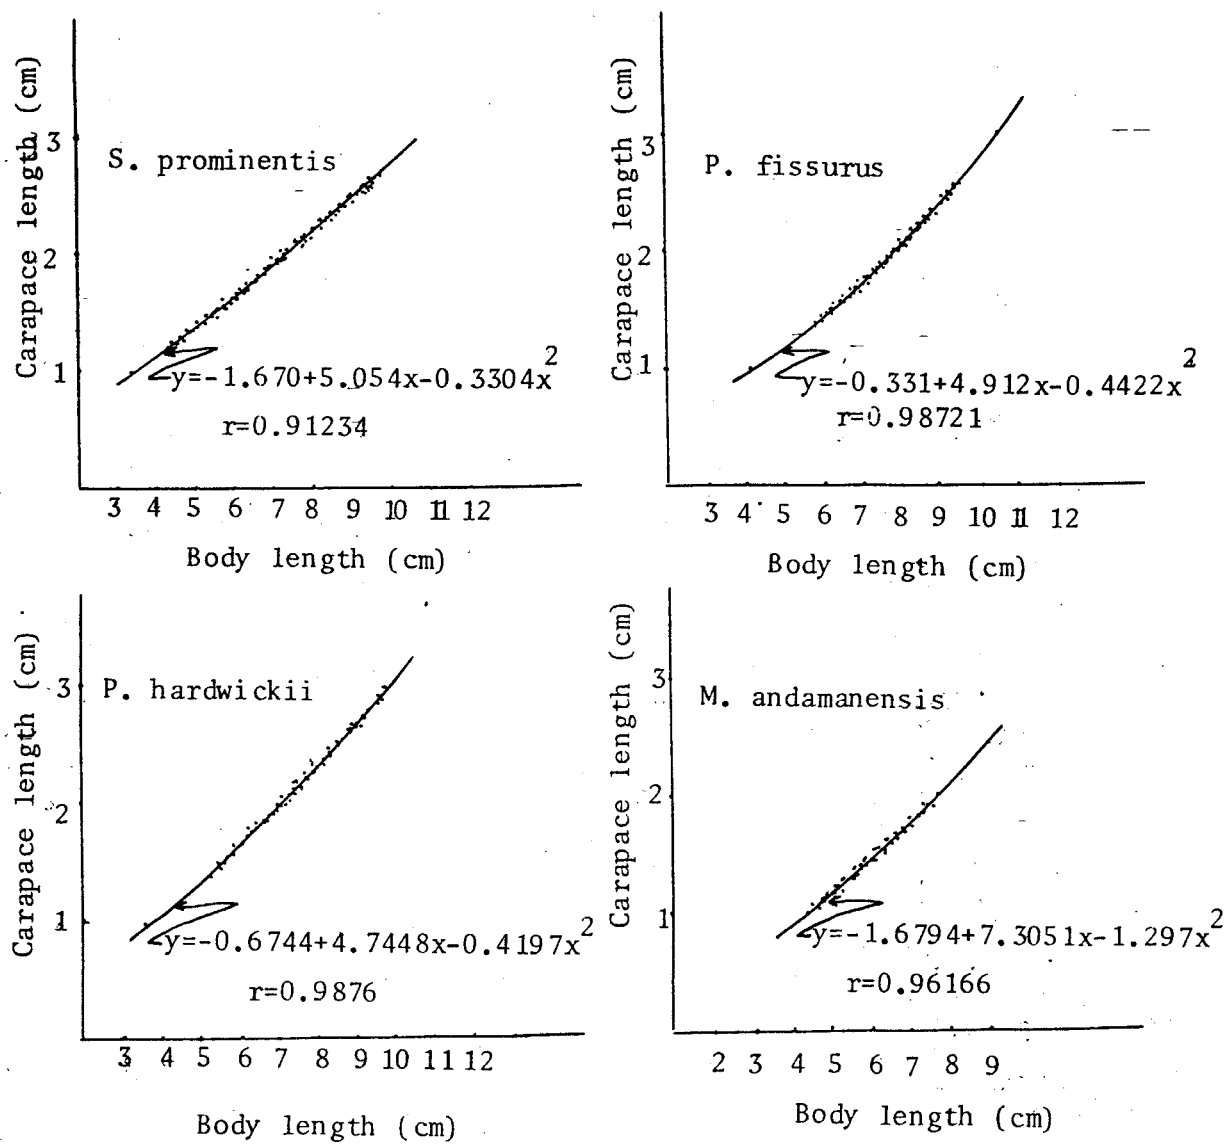 Carapace length (cm)
3
2
1
S. prominentis
y=-1.670+5.054x-0.3304x²
r=0.91234
3 4 5 6 7 8 9 10 11 12
Body length (cm)
Carapace length (cm)
3
2
1
P. fissurus
y=-0.331+4.912x-0.4422x²
r=0.98721
3 4 5 6 7 8 9 10 11 12
Body length (cm)
Carapace length (cm)
3
2
1
P. hardwickii
y=-0.6744+4.7448x-0.4197x²
r=0.9876
3 4 5 6 7 8 9 10 11 12
Body length (cm)
Carapace length (cm)
3
2
1
M. andamanensis
y=-1.6794+7.3051x-1.297x²
r=0.96166
2 3 4 5 6 7 8 9
Body length (cm)